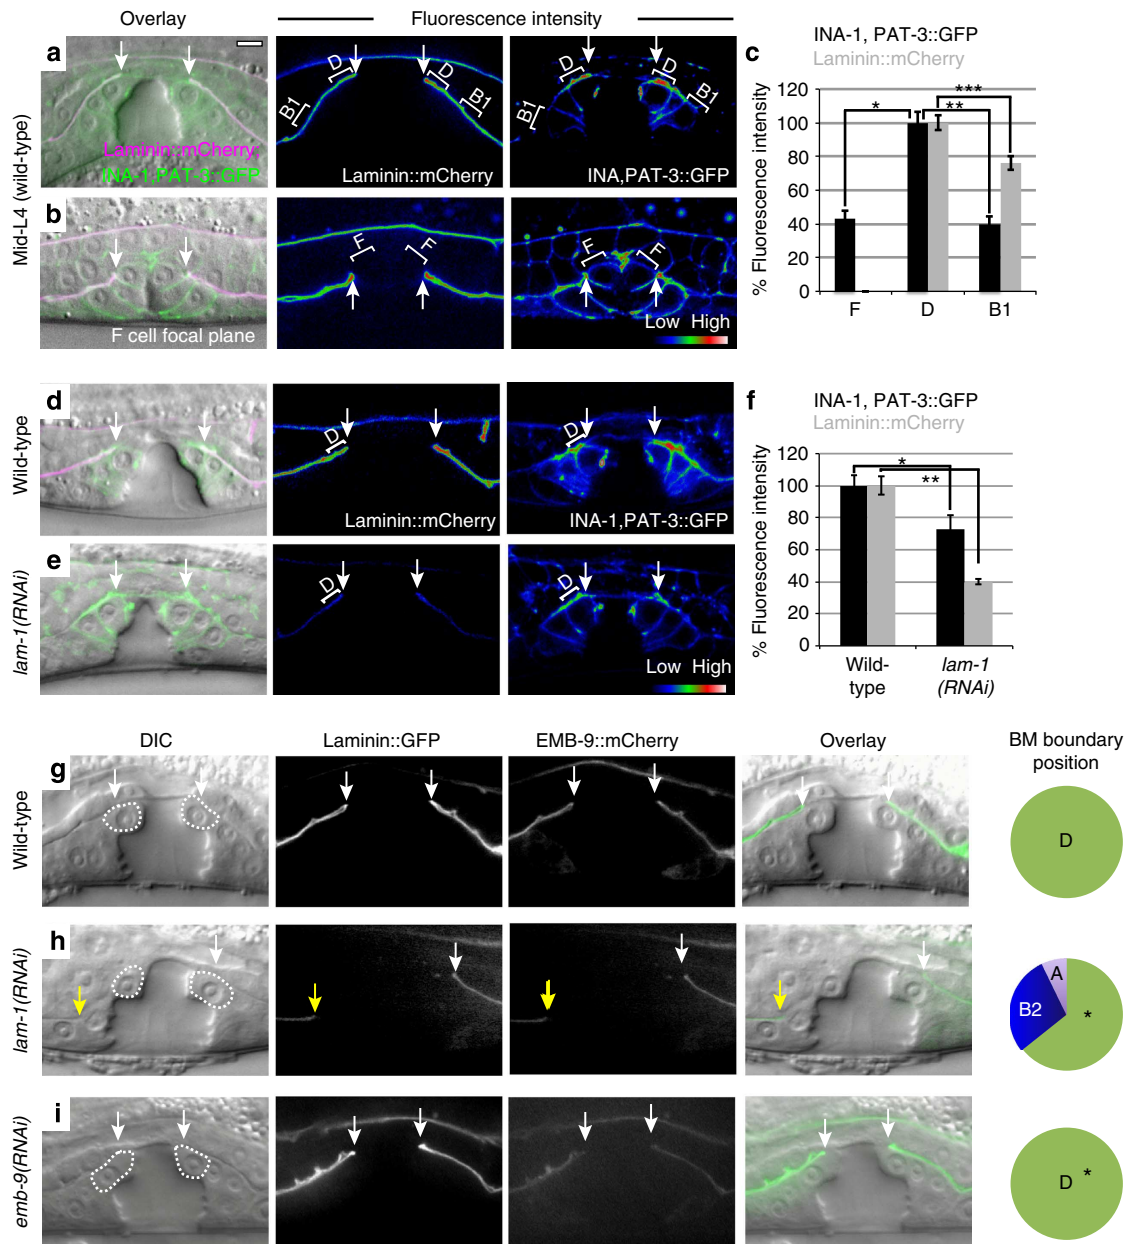 Overlay
Fluorescence intensity
Mid-L4 (wild-type)
a
Laminin::mCherry;
INA-1,PAT-3::GFP
D
D
B1
B1
Laminin::mCherry
D
D
B1
B1
INA,PAT-3::GFP
b
F cell focal plane
F
F
F
F
Low High
c
INA-1, PAT-3::GFP
Laminin::mCherry
% Fluorescence intensity
120
100
80
60
40
20
0
*
**
***
F
D
B1
Wild-type
d
D
Laminin::mCherry
D
INA-1,PAT-3::GFP
lam-1(RNAi)
e
D
D
Low High
f
INA-1, PAT-3::GFP
Laminin::mCherry
% Fluorescence intensity
120
100
80
60
40
20
0
*
**
Wild-
type
lam-1
(RNAi)
DIC
Laminin::GFP
EMB-9::mCherry
Overlay
BM boundary
position
Wild-type
g
D
lam-1(RNAi)
h
A
B2
*
emb-9(RNAi)
i
D *